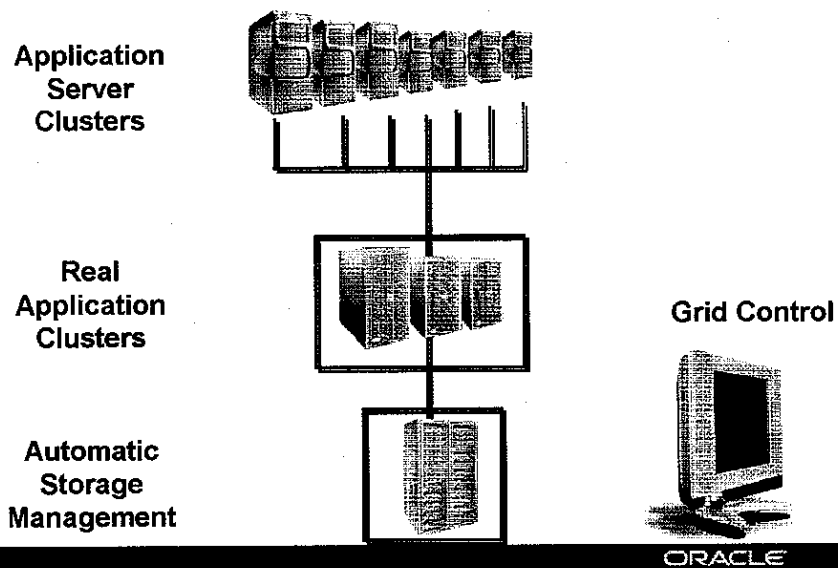 Application
Server
Clusters
Real
Application
Clusters
Grid Control
Automatic
Storage
Management
ORACLE